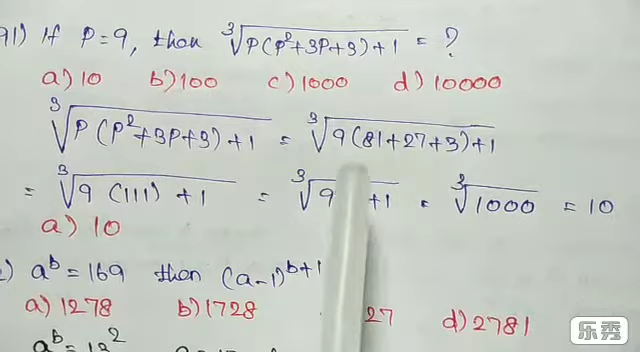 91) If P=9, then ∛P(P²+3P+3)+1 = ?
a) 10 b) 100 c) 1000 d) 10000
∛P(P²+3P+3)+1 = ∛9(81+27+3)+1
= ∛9(111)+1 = ∛9 +1 = ∛1000 = 10
a) 10
) aᵇ = 169 then (a-1)ᵇ⁺¹
a) 1278 b) 1728 27 d) 2781
aᵇ = 13²
乐秀